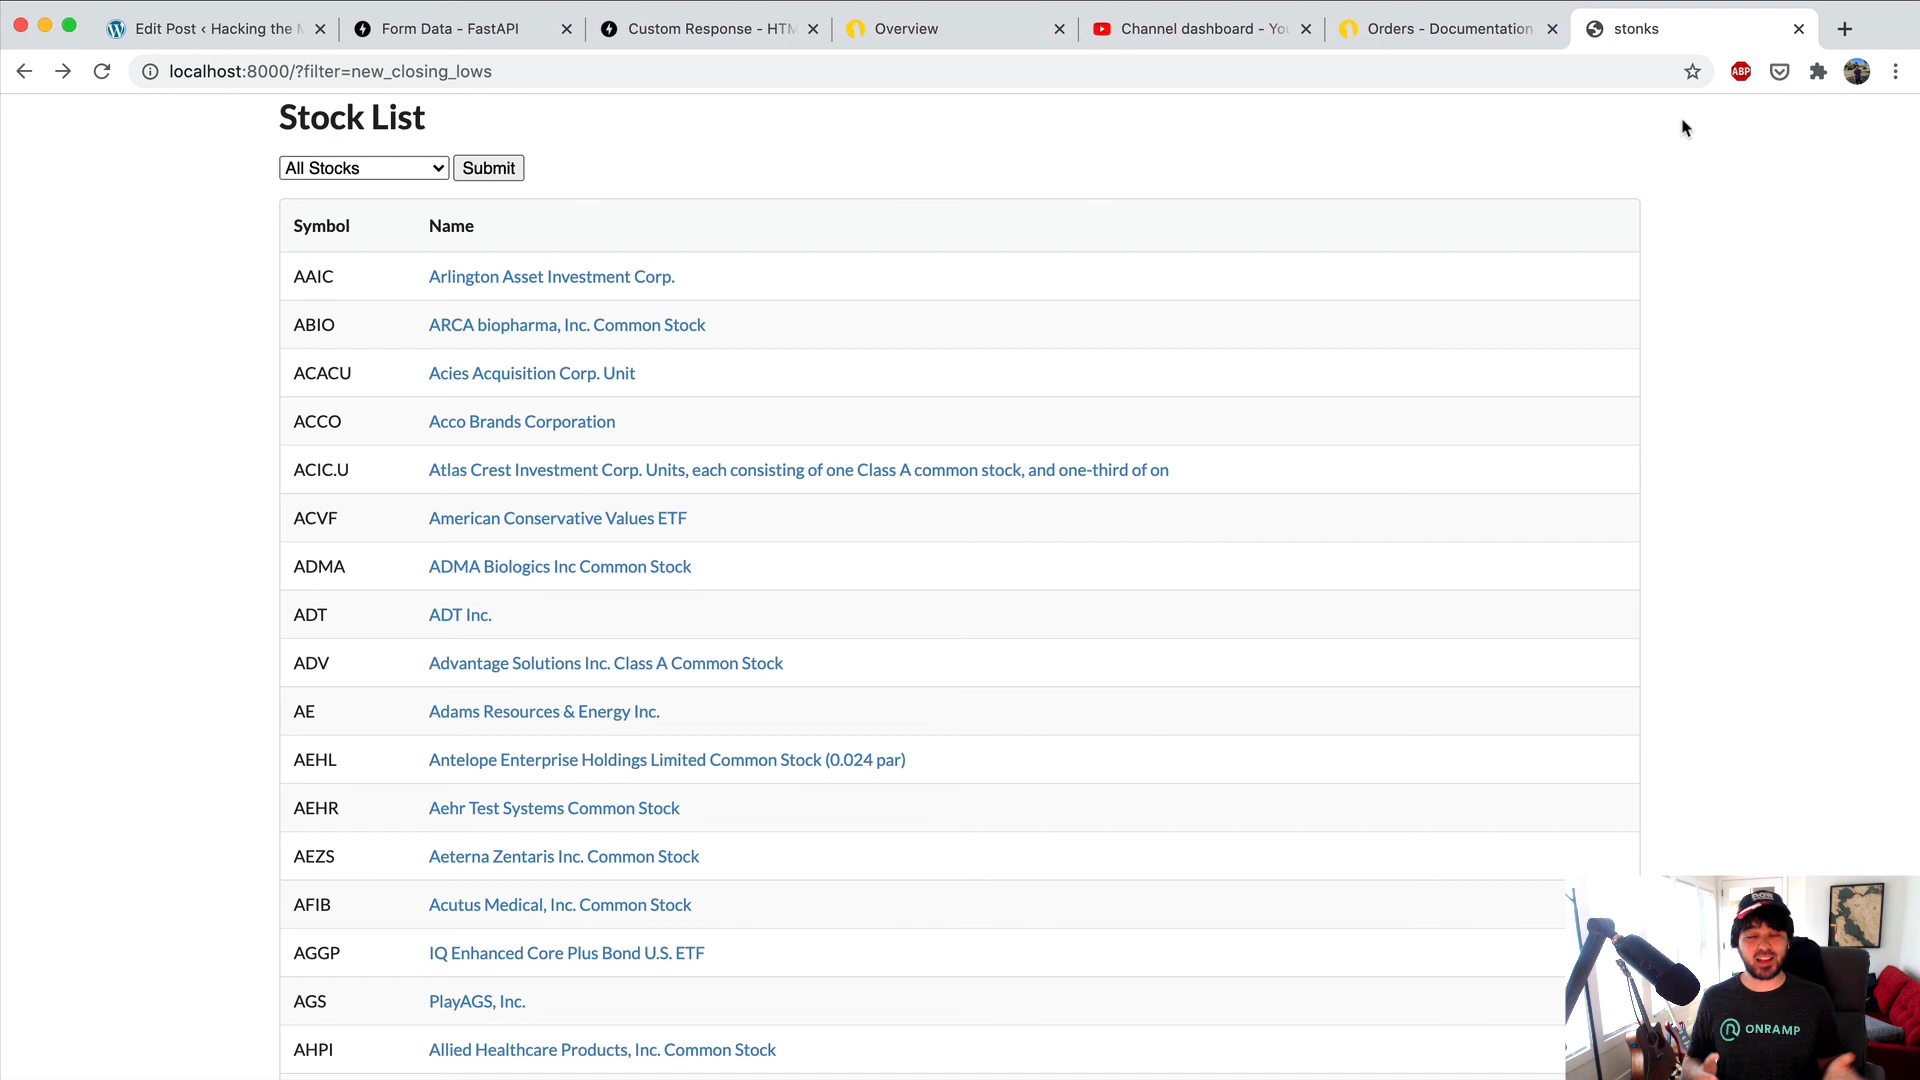 Edit Post ‹ Hacking the
Form Data - FastAPI
Custom Response - HTM
Overview
Channel dashboard - You
Orders - Documentation
stonks
localhost:8000/?filter=new_closing_lows
ABP
Stock List
All Stocks
Submit
Symbol Name
AAIC Arlington Asset Investment Corp.
ABIO ARCA biopharma, Inc. Common Stock
ACACU Acies Acquisition Corp. Unit
ACCO Acco Brands Corporation
ACIC.U Atlas Crest Investment Corp. Units, each consisting of one Class A common stock, and one-third of on
ACVF American Conservative Values ETF
ADMA ADMA Biologics Inc Common Stock
ADT ADT Inc.
ADV Advantage Solutions Inc. Class A Common Stock
AE Adams Resources & Energy Inc.
AEHL Antelope Enterprise Holdings Limited Common Stock (0.024 par)
AEHR Aehr Test Systems Common Stock
AEZS Aeterna Zentaris Inc. Common Stock
AFIB Acutus Medical, Inc. Common Stock
AGGP IQ Enhanced Core Plus Bond U.S. ETF
AGS PlayAGS, Inc.
AHPI Allied Healthcare Products, Inc. Common Stock
ONRAMP